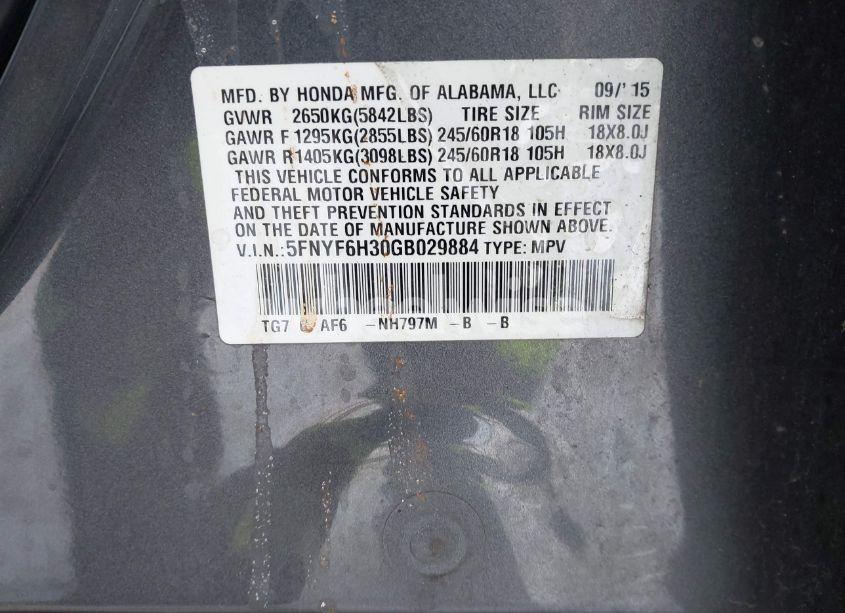 MFD. BY HONDA MFG. OF ALABAMA, LLC 09/'15
GVWR 2650KG(5842LBS) TIRE SIZE RIM SIZE
GAWR F 1295KG(2855LBS) 245/60R18 105H 18X8.0J
GAWR R1405KG(3098LBS) 245/60R18 105H 18X8.0J
THIS VEHICLE CONFORMS TO ALL APPLICABLE
FEDERAL MOTOR VEHICLE SAFETY
AND THEFT PREVENTION STANDARDS IN EFFECT
ON THE DATE OF MANUFACTURE SHOWN ABOVE.
V.I.N.: 5FNYF6H30GB029884 TYPE: MPV
TG7 AF6 -NH797M -B -B